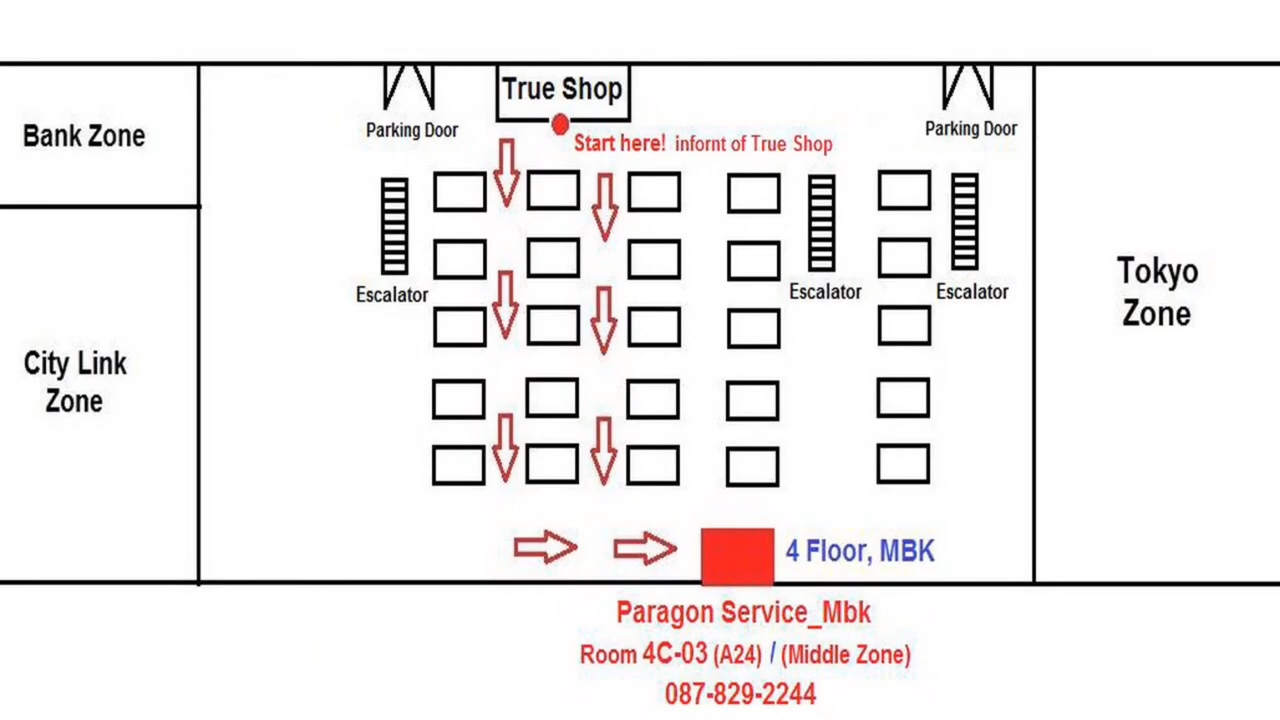 True Shop
Parking Door
Parking Door
Bank Zone
Start here! infornt of True Shop
Escalator
Escalator
Escalator
Tokyo
Zone
City Link
Zone
4 Floor, MBK
Paragon Service_Mbk
Room 4C-03 (A24) / (Middle Zone)
087-829-2244